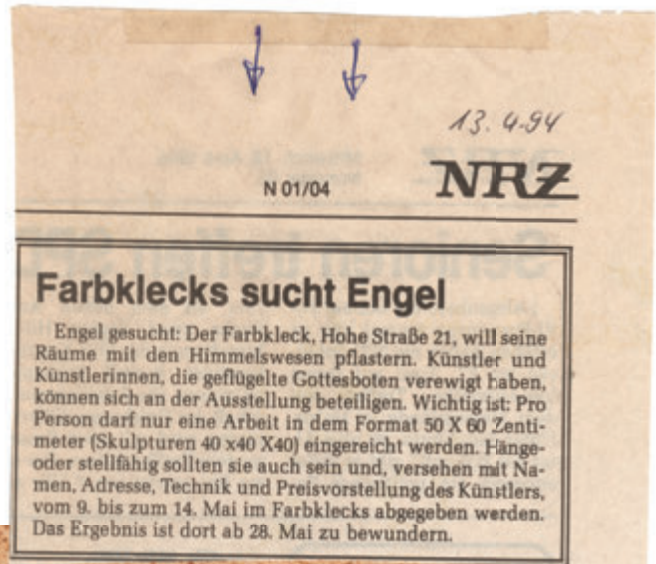 13.4.94
N 01/04
NRZ
Farbklecks sucht Engel
Engel gesucht: Der Farbkleck, Hohe Straße 21, will seine
Räume mit den Himmelswesen pflastern. Künstler und
Künstlerinnen, die geflügelte Gottesboten verewigt haben,
können sich an der Ausstellung beteiligen. Wichtig ist: Pro
Person darf nur eine Arbeit in dem Format 50 X 60 Zenti-
meter (Skulpturen 40 x40 X40) eingereicht werden. Hänge-
oder stellfähig sollten sie auch sein und, versehen mit Na-
men, Adresse, Technik und Preisvorstellung des Künstlers,
vom 9. bis zum 14. Mai im Farbklecks abgegeben werden.
Das Ergebnis ist dort ab 28. Mai zu bewundern.